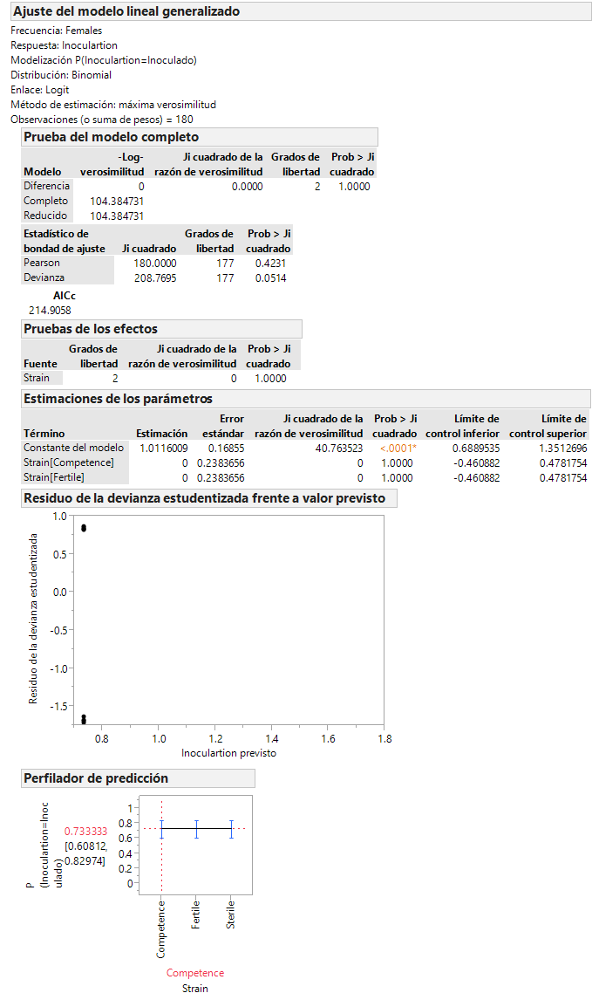 Ajuste del modelo lineal generalizado
Frecuencia: Females
Respuesta: Inoculartion
Modelización P(Inoculartion=Inoculado)
Distribución: Binomial
Enlace: Logit
Método de estimación: máxima verosimilitud
Observaciones (o suma de pesos) = 180
Prueba del modelo completo
-Log- Ji cuadrado de la Grados de Prob > Ji
Modelo verosimilitud razón de verosimilitud libertad cuadrado
Diferencia 0 0.0000 2 1.0000
Completo 104.384731
Reducido 104.384731
Estadístico de Grados de Prob > Ji
bondad de ajuste Ji cuadrado libertad cuadrado
Pearson 180.0000 177 0.4231
Devianza 208.7695 177 0.0514
AICc
214.9058
Pruebas de los efectos
Grados de Ji cuadrado de la Prob > Ji
Fuente libertad razón de verosimilitud cuadrado
Strain 2 0 1.0000
Estimaciones de los parámetros
Error Ji cuadrado de la Prob > Ji Límite de Límite de
Término Estimación estándar razón de verosimilitud cuadrado control inferior control superior
Constante del modelo 1.0116009 0.16855 40.763523 <.0001* 0.6889535 1.3512696
Strain[Competence] 0 0.2383656 0 1.0000 -0.460882 0.4781754
Strain[Fertile] 0 0.2383656 0 1.0000 -0.460882 0.4781754
Residuo de la devianza estudentizada frente a valor previsto
Residuo de la devianza estudentizada
1.0
0.5
0.0
-0.5
-1.0
-1.5
0.8 1.0 1.2 1.4 1.6 1.8
Inoculartion previsto
Perfilador de predicción
P
(Inoculartion=Inoc
ulado)
0.733333
[0.60812,
0.82974]
1
0.8
0.6
0.4
0.2
0
Competence
Fertile
Sterile
Competence
Strain